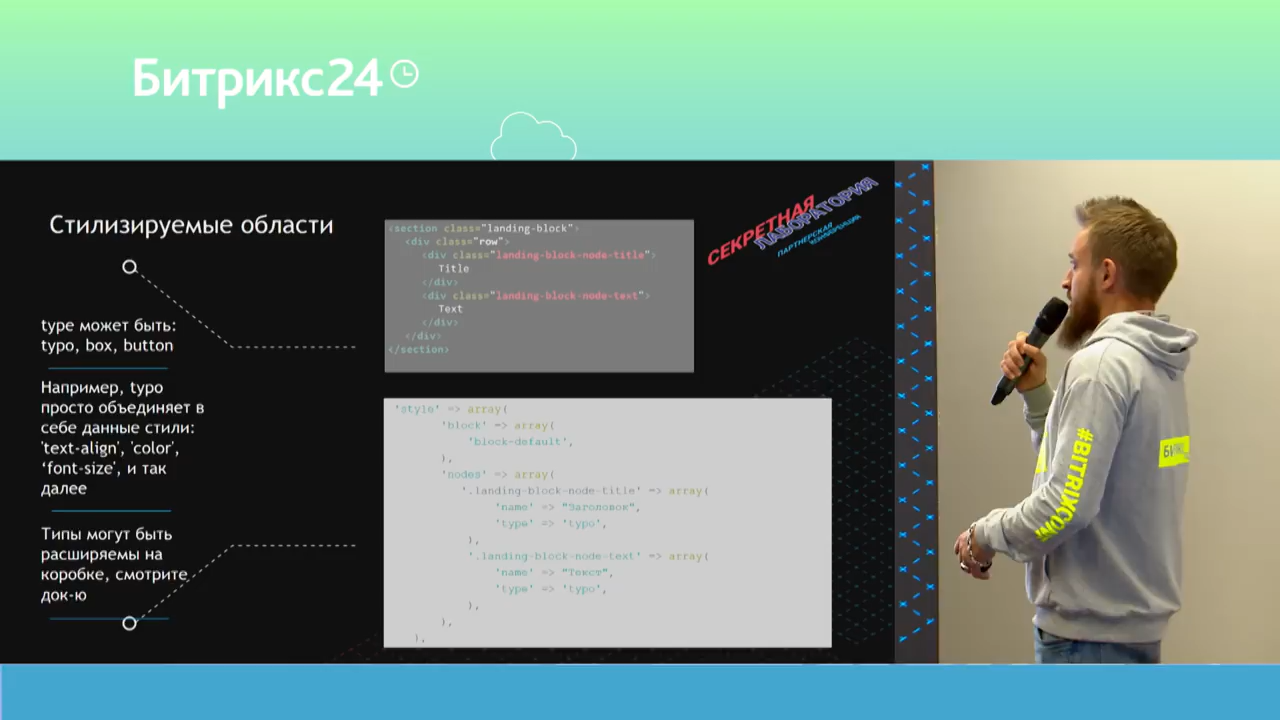 Битрикс24
Стилизируемые области
type может быть:
typo, box, button
Например, typo
просто объединяет в
себе данные стили:
'text-align', 'color',
‘font-size', и так
далее
Типы могут быть
расширяемы на
коробке, смотрите
док-ю
<section class="landing-block">
<div class="row">
<div class="landing-block-node-title">
Title
</div>
<div class="landing-block-node-text">
Text
</div>
</div>
</section>
СЕКРЕТНАЯ
ЛАБОРАТОРИЯ
ПАРТНЕРСКАЯ
'style' => array(
'block' => array(
'block-default',
),
'nodes' => array(
'.landing-block-node-title' => array(
'name' => "Заголовок",
'type' => 'typo',
),
'.landing-block-node-text' => array(
'name' => "Текст",
'type' => 'typo',
),
),
),
#BITRIXCONF